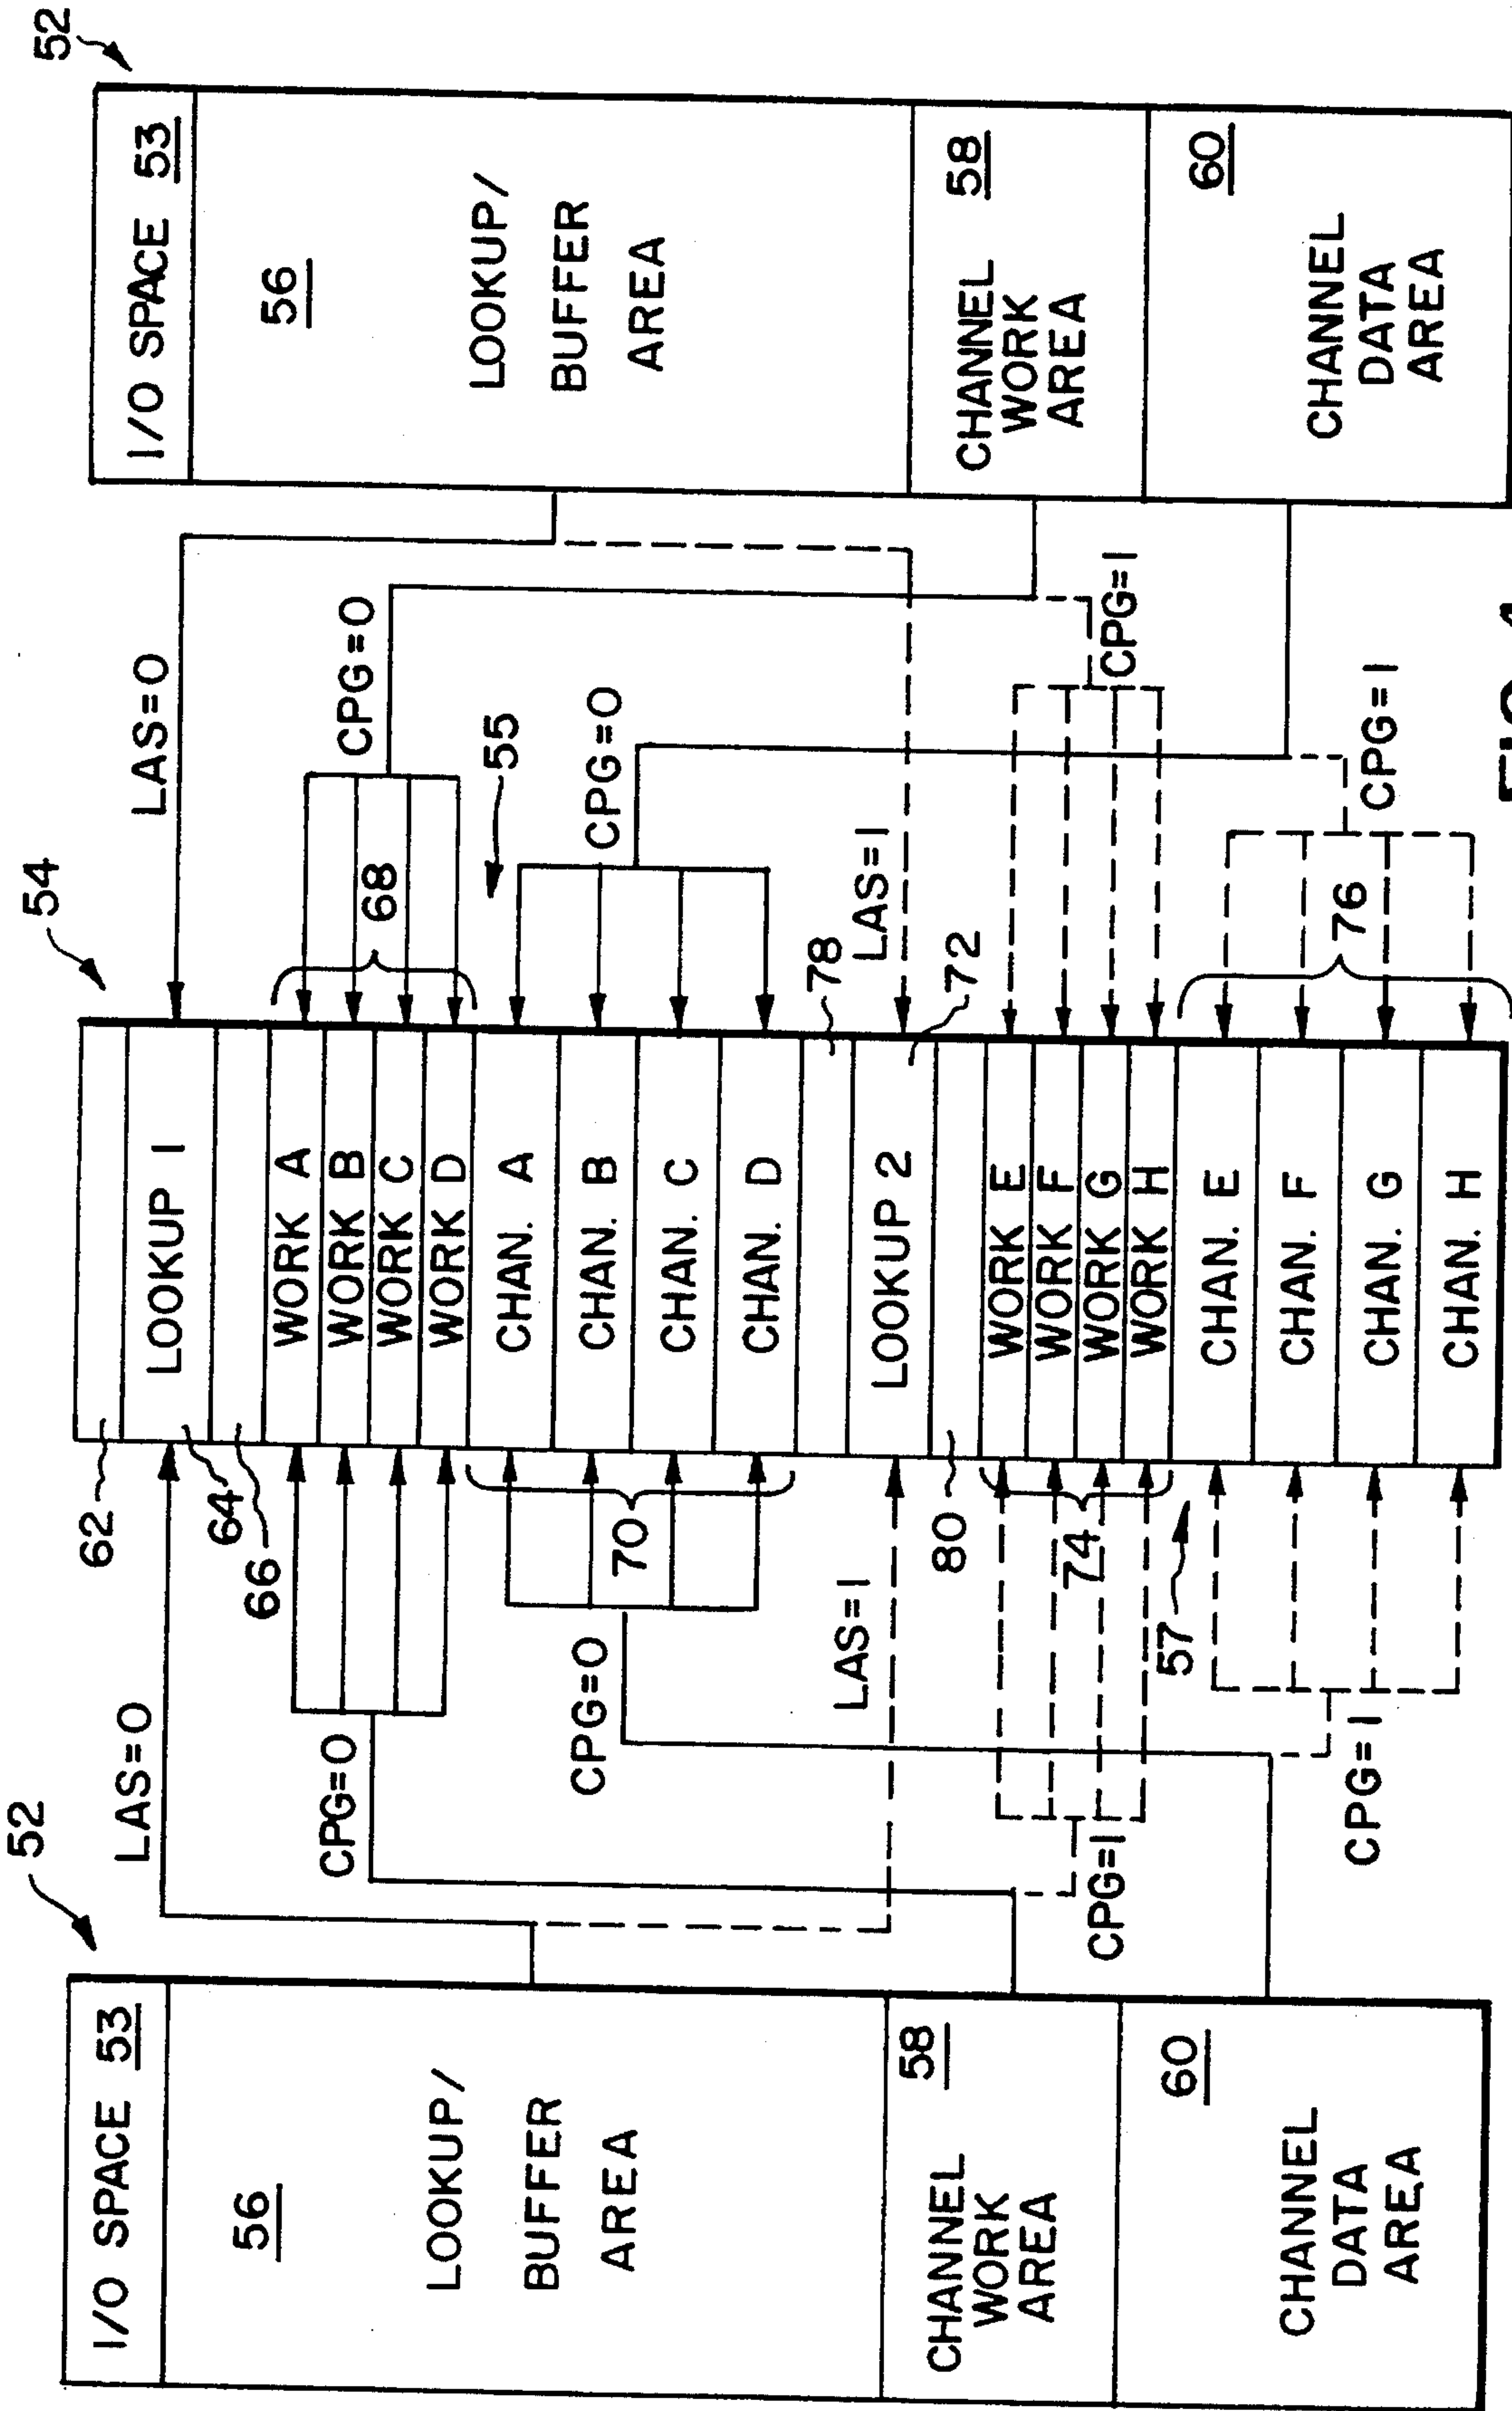 52
I/O SPACE 53
56
LOOKUP/
BUFFER
AREA
58
CHANNEL
WORK
AREA
60
CHANNEL
DATA
AREA
LAS=0
CPG=0
CPG=0
LAS=1
CPG=1
CPG=1
62
64
66
70
80
74
57
54
LOOKUP 1
WORK A
WORK B
WORK C
WORK D
CHAN. A
CHAN. B
CHAN. C
CHAN. D
LOOKUP 2
WORK E
WORK F
WORK G
WORK H
CHAN. E
CHAN. F
CHAN. G
CHAN. H
LAS=0
CPG=0
68
55
CPG=0
78
LAS=1
72
CPG=1
76
CPG=1
52
I/O SPACE 53
56
LOOKUP/
BUFFER
AREA
58
CHANNEL
WORK
AREA
60
CHANNEL
DATA
AREA